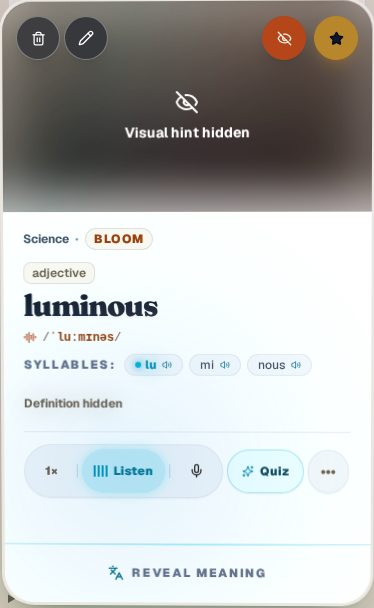 Visual hint hidden
Science · BLOOM
adjective
luminous
/ˈluːmɪnəs/
SYLLABLES: lu mi nous
Definition hidden
1× Listen Quiz
REVEAL MEANING